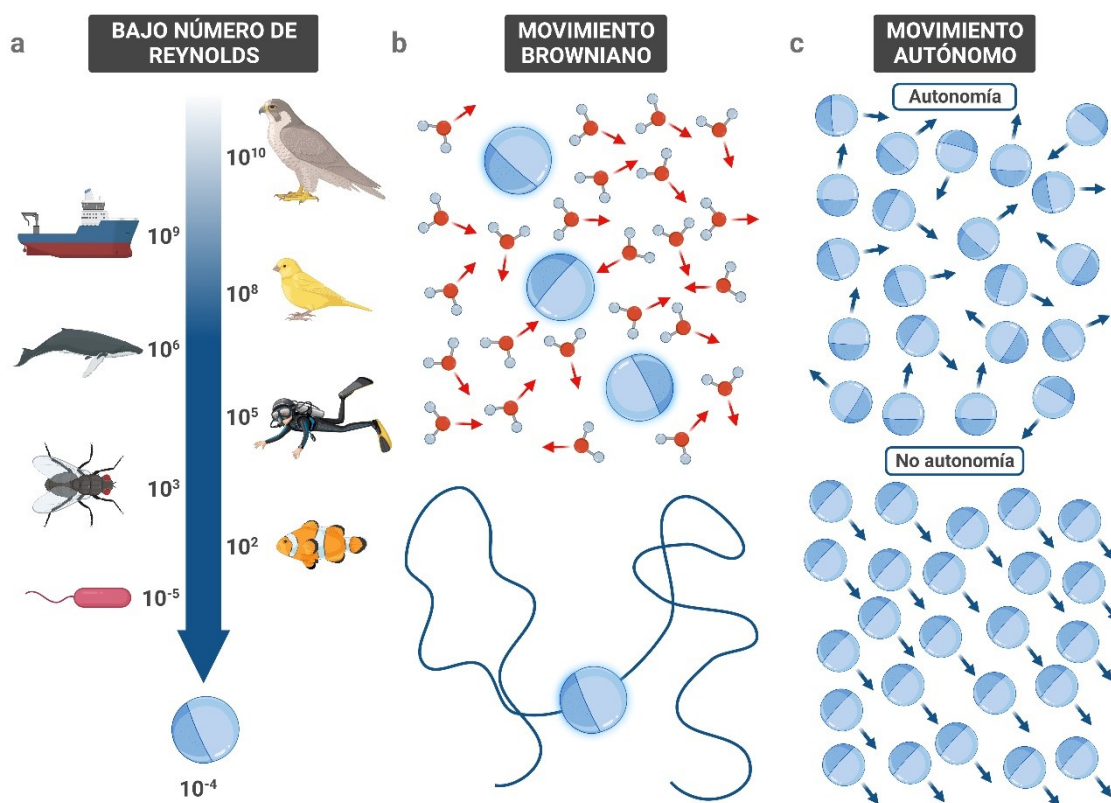 a
BAJO NÚMERO DE
REYNOLDS
10¹⁰
10⁹
10⁸
10⁶
10⁵
10³
10²
10⁻⁵
10⁻⁴
b
MOVIMIENTO
BROWNIANO
c
MOVIMIENTO
AUTÓNOMO
Autonomía
No autonomía